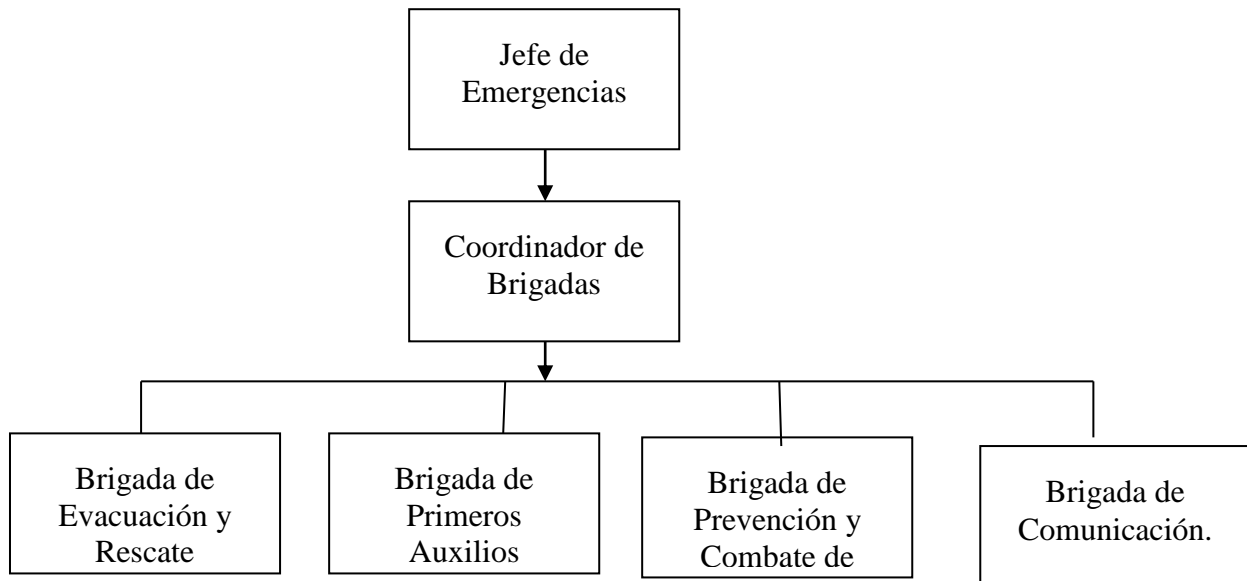 Jefe de
Emergencias
Coordinador de
Brigadas
Brigada de
Evacuación y
Rescate
Brigada de
Primeros
Auxilios
Brigada de
Prevención y
Combate de
Brigada de
Comunicación.